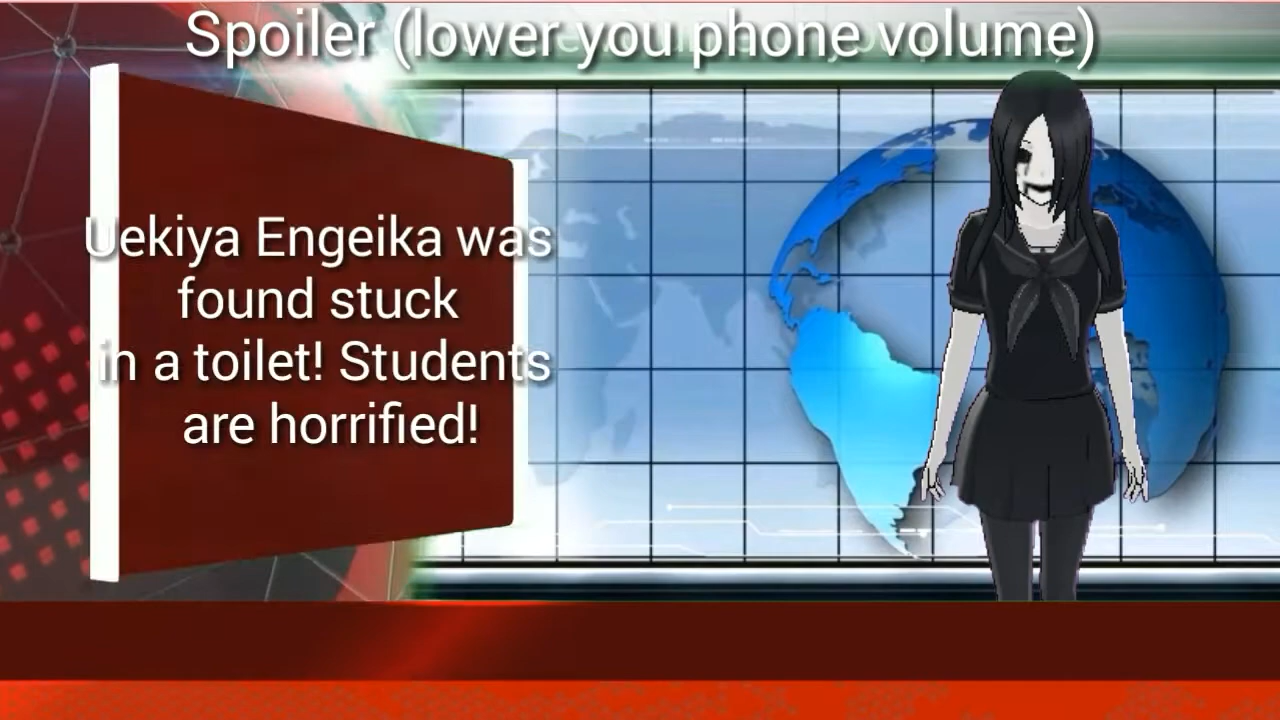 Spoiler (lower you phone volume)
Uekiya Engeika was
found stuck
in a toilet! Students
are horrified!